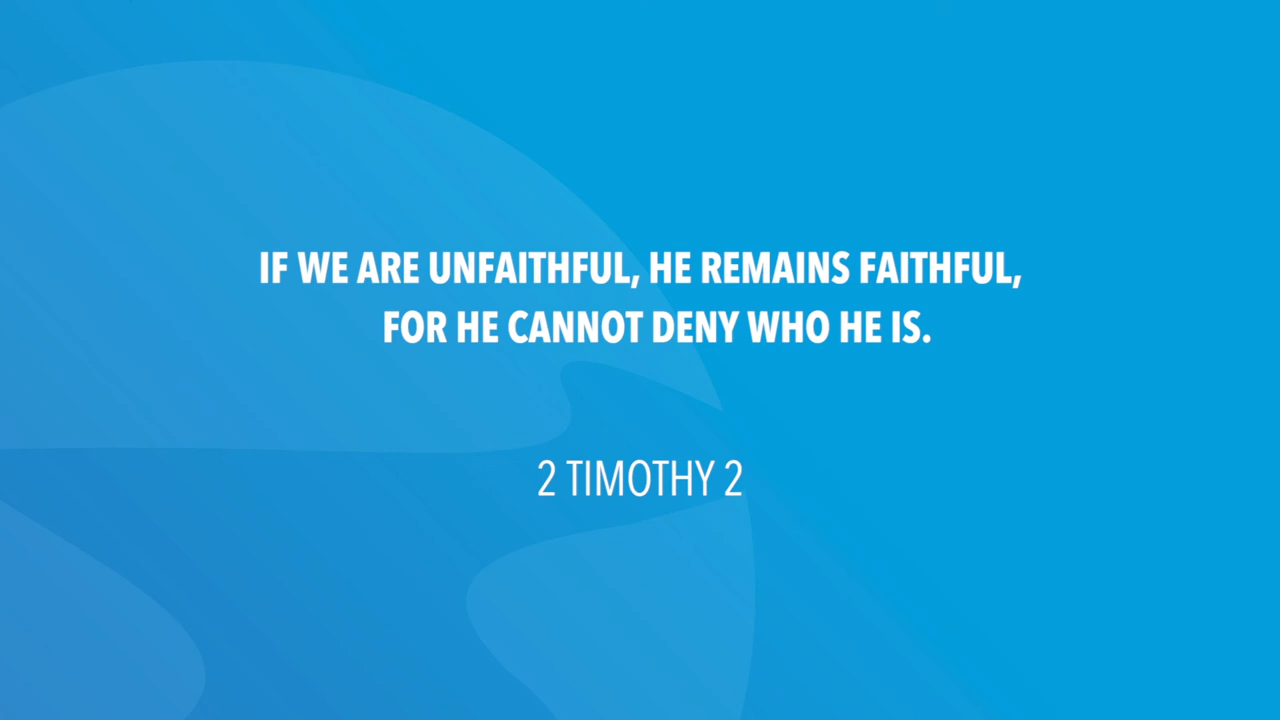 IF WE ARE UNFAITHFUL, HE REMAINS FAITHFUL,
FOR HE CANNOT DENY WHO HE IS.
2 TIMOTHY 2